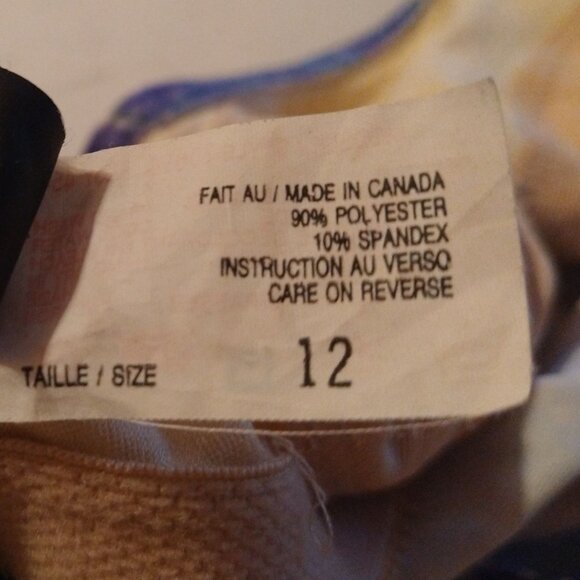 FAIT AU / MADE IN CANADA
90% POLYESTER
10% SPANDEX
INSTRUCTION AU VERSO
CARE ON REVERSE
TAILLE / SIZE 12